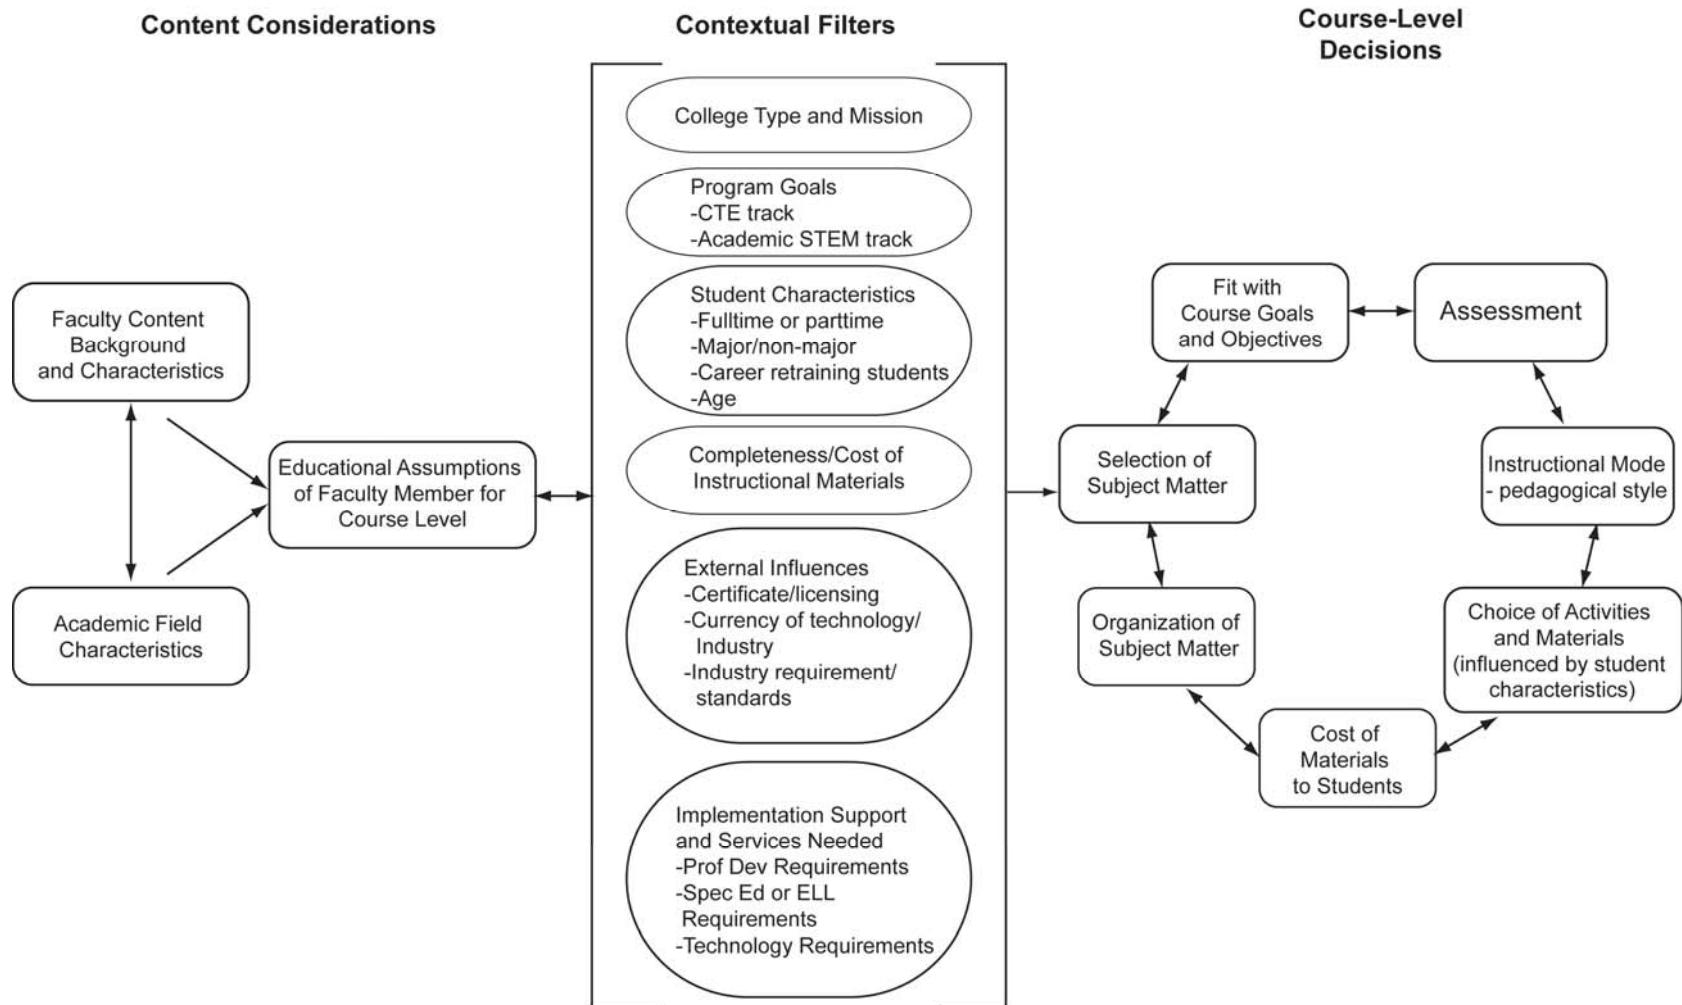 Content Considerations
Contextual Filters
Course-Level
Decisions
College Type and Mission
Program Goals
-CTE track
-Academic STEM track
Student Characteristics
-Fulltime or parttime
-Major/non-major
-Career retraining students
-Age
Completeness/Cost of
Instructional Materials
External Influences
-Certificate/licensing
-Currency of technology/
Industry
-Industry requirement/
standards
Implementation Support
and Services Needed
-Prof Dev Requirements
-Spec Ed or ELL
Requirements
-Technology Requirements
Faculty Content
Background
and Characteristics
Educational Assumptions
of Faculty Member for
Course Level
Academic Field
Characteristics
Fit with
Course Goals
and Objectives
Assessment
Selection of
Subject Matter
Instructional Mode
- pedagogical style
Organization of
Subject Matter
Choice of Activities
and Materials
(influenced by student
characteristics)
Cost of
Materials
to Students